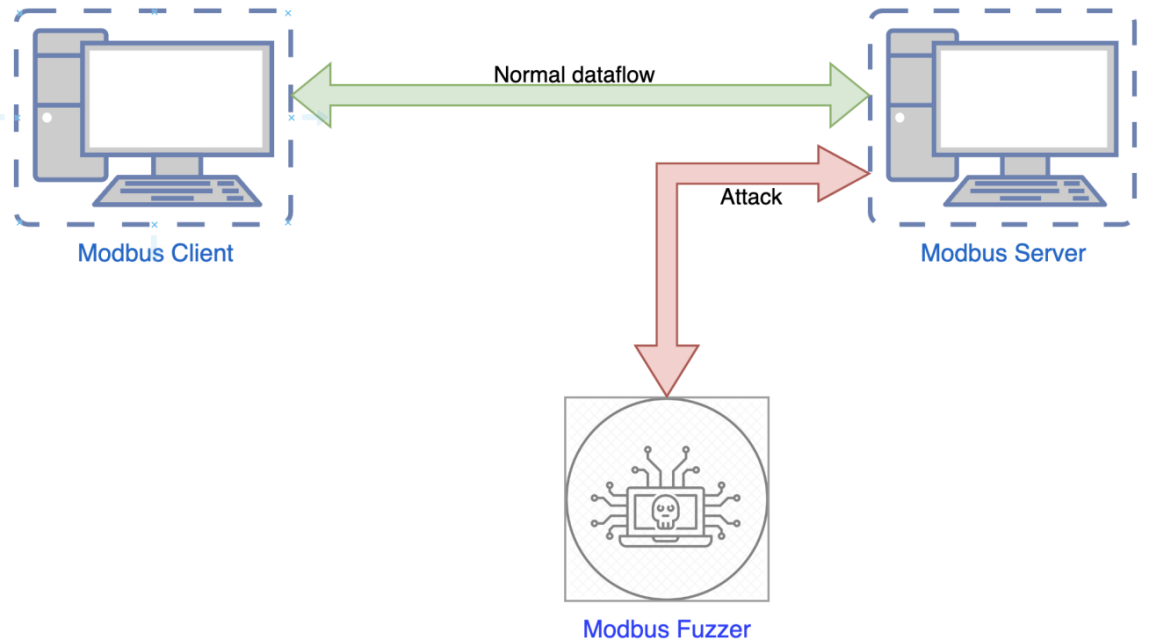 Normal dataflow
Attack
Modbus Client
Modbus Server
Modbus Fuzzer